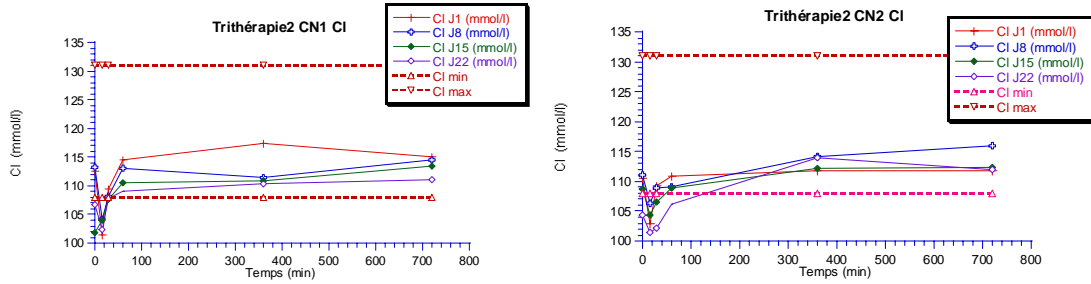 Trithérapie2 CN1 Cl
Cl J1 (mmol/l)
Cl J8 (mmol/l)
Cl J15 (mmol/l)
Cl J22 (mmol/l)
Cl min
Cl max
Cl (mmol/l)
135
130
125
120
115
110
105
100
0 100 200 300 400 500 600 700 800
Temps (min)
Trithérapie2 CN2 Cl
Cl J1 (mmol/l)
Cl J8 (mmol/l)
Cl J15 (mmol/l)
Cl J22 (mmol/l)
Cl min
Cl max
Cl (mmol/l)
135
130
125
120
115
110
105
100
0 100 200 300 400 500 600 700 800
Temps (min)